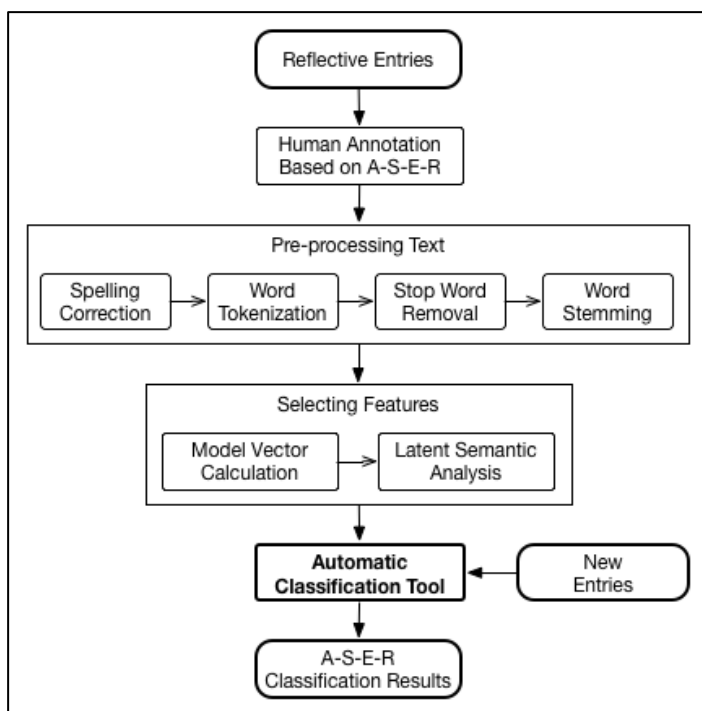 Reflective Entries
Human Annotation
Based on A-S-E-R
Pre-processing Text
Spelling
Correction
Word
Tokenization
Stop Word
Removal
Word
Stemming
Selecting Features
Model Vector
Calculation
Latent Semantic
Analysis
Automatic
Classification Tool
New
Entries
A-S-E-R
Classification Results